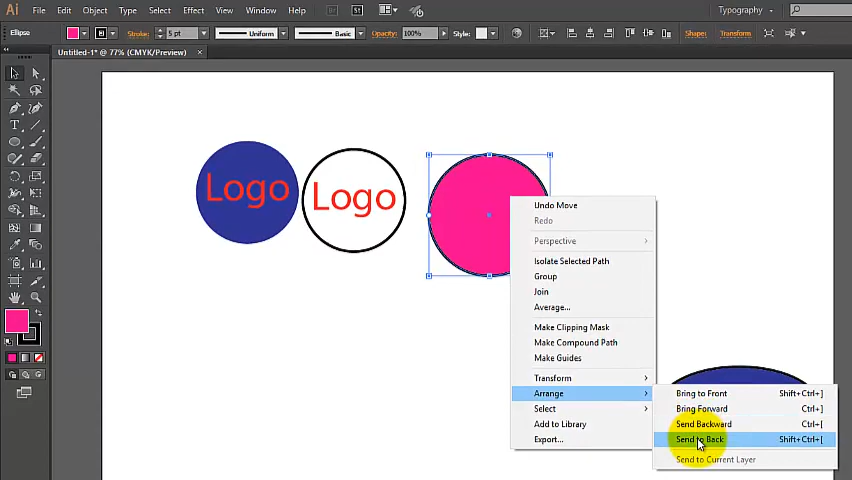 Ai File Edit Object Type Select Effect View Window Help Br St Typography
Ellipse Stroke: 5 pt Uniform Basic Opacity: 100% Style: Shape: Transform
Untitled-1* @ 77% (CMYK/Preview) ×
Logo
Logo
Undo Move
Redo
Perspective
Isolate Selected Path
Group
Join
Average...
Make Clipping Mask
Make Compound Path
Make Guides
Transform
Arrange
Select
Add to Library
Export...
Bring to Front Shift+Ctrl+]
Bring Forward Ctrl+]
Send Backward Ctrl+[
Send to Back Shift+Ctrl+[
Send to Current Layer